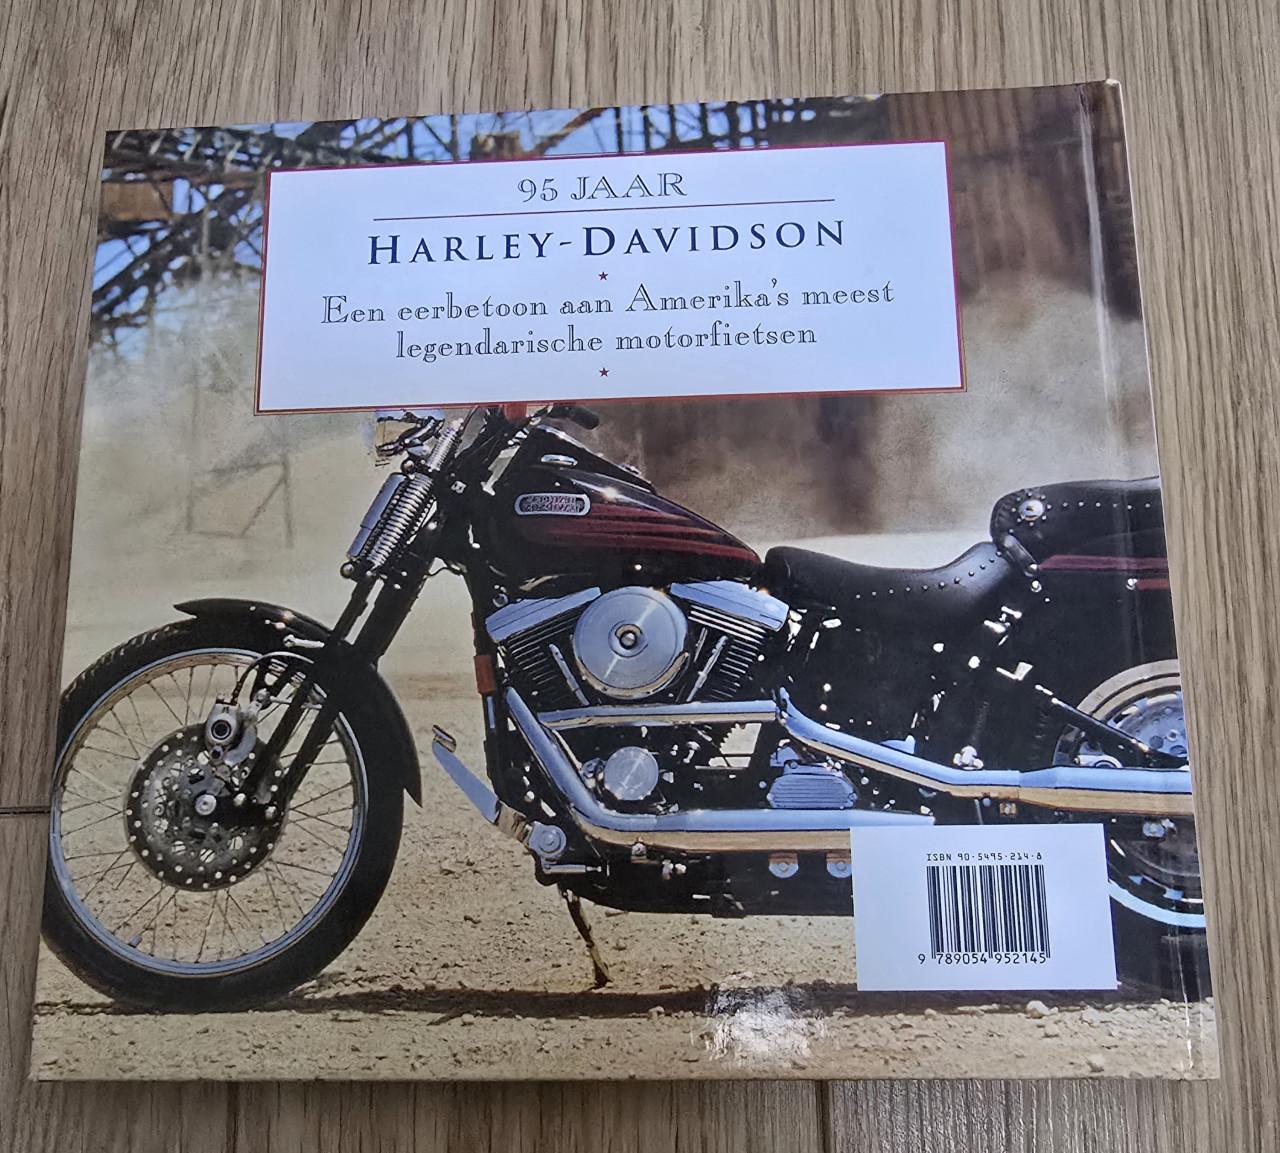 95 JAAR
HARLEY-DAVIDSON
Een eerbetoon aan Amerika's meest
legendarische motorfietsen
ISBN 90-5495-214-8
9 789054 952145